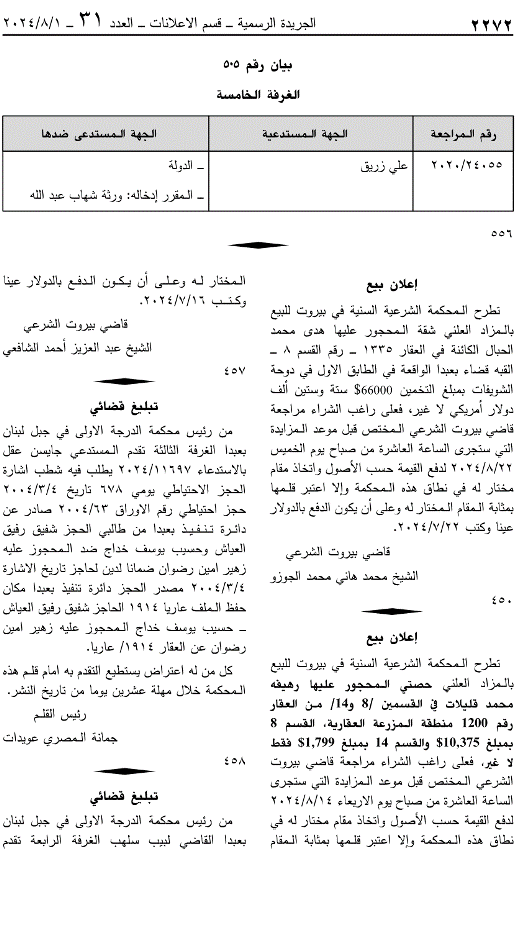 ٢٢٧٢ الجريدة الرسمية ــ قسم الاعلانات ــ العدد ٣١ ــ ٢٠٢٤/٨/١
بيان رقم ٥٠٥
الغرفة الخامسة
رقم المراجعة الجهة المستدعية الجهة المستدعى ضدها
٢٠٢٠/٢٤٠٥٥ علي زريق ــ الدولة
ــ المقرر إدخاله: ورثة شهاب عبد الله
٥٥٦
إعلان بيع
تطرح المحكمة الشرعية السنية في بيروت للبيع
بالمزاد العلني شقة المحجور عليها هدى محمد
الحبال الكائنة في العقار ١٣٣٥ ــ رقم القسم ٨ ــ
القبه قضاء بعبدا الواقعة في الطابق الاول في دوحة
الشويفات بمبلغ التخمين 66000$ ستة وستين ألف
دولار أمريكي لا غير، فعلى راغب الشراء مراجعة
قاضي بيروت الشرعي المختص قبل موعد المزايدة
التي ستجرى الساعة العاشرة من صباح يوم الخميس
٢٠٢٤/٨/٢٢ لدفع القيمة حسب الأصول واتخاذ مقام
مختار له في نطاق هذه المحكمة وإلا اعتبر قلمها
بمثابة المقام المختار له وعلى أن يكون الدفع بالدولار
عينا وكتب ٢٠٢٤/٧/٢٢.
قاضي بيروت الشرعي
الشيخ محمد هاني محمد الجوزو
٤٥٠
إعلان بيع
تطرح المحكمة الشرعية السنية في بيروت للبيع
بالمزاد العلني حصتي المحجور عليها رهيفه
محمد قليلات في القسمين /8 و14/ من العقار
رقم 1200 منطقة المزرعة العقارية، القسم 8
بمبلغ 10,375$ والقسم 14 بمبلغ 1,799$ فقط
لا غير، فعلى راغب الشراء مراجعة قاضي بيروت
الشرعي المختص قبل موعد المزايدة التي ستجرى
الساعة العاشرة من صباح يوم الاربعاء ٢٠٢٤/٨/١٤
لدفع القيمة حسب الأصول واتخاذ مقام مختار له في
نطاق هذه المحكمة وإلا اعتبر قلمها بمثابة المقام
المختار له وعلى أن يكون الدفع بالدولار عينا
وكتب ٢٠٢٤/٧/١٦.
قاضي بيروت الشرعي
الشيخ عبد العزيز أحمد الشافعي
٤٥٧
تبليغ قضائي
من رئيس محكمة الدرجة الاولى في جبل لبنان
بعبدا الغرفة الثالثة تقدم المستدعي جايسن عقل
بالاستدعاء ٢٠٢٤/١١٦٩٧ يطلب فيه شطب اشارة
الحجز الاحتياطي يومي ٦٧٨ تاريخ ٢٠٠٤/٣/٤
حجز احتياطي رقم الاوراق ٢٠٠٤/٦٣ صادر عن
دائرة تنفيذ بعبدا من طالبي الحجز شفيق رفيق
العياش وحسيب يوسف خداج ضد المحجوز عليه
زهير امين رضوان ضمانا لدين لحاجز تاريخ الاشارة
٢٠٠٤/٣/٤ مصدر الحجز دائرة تنفيذ بعبدا مكان
حفظ الملف عاريا ١٩١٤ الحاجز شفيق رفيق العياش
ــ حسيب يوسف خداج المحجوز عليه زهير امين
رضوان عن العقار ١٩١٤/ عاريا.
كل من له اعتراض يستطيع التقدم به امام قلم هذه
المحكمة خلال مهلة عشرين يوما من تاريخ النشر.
رئيس القلم
جمانة المصري عويدات
٤٥٨
تبليغ قضائي
من رئيس محكمة الدرجة الاولى في جبل لبنان
بعبدا القاضي لبيب سلهب الغرفة الرابعة تقدم